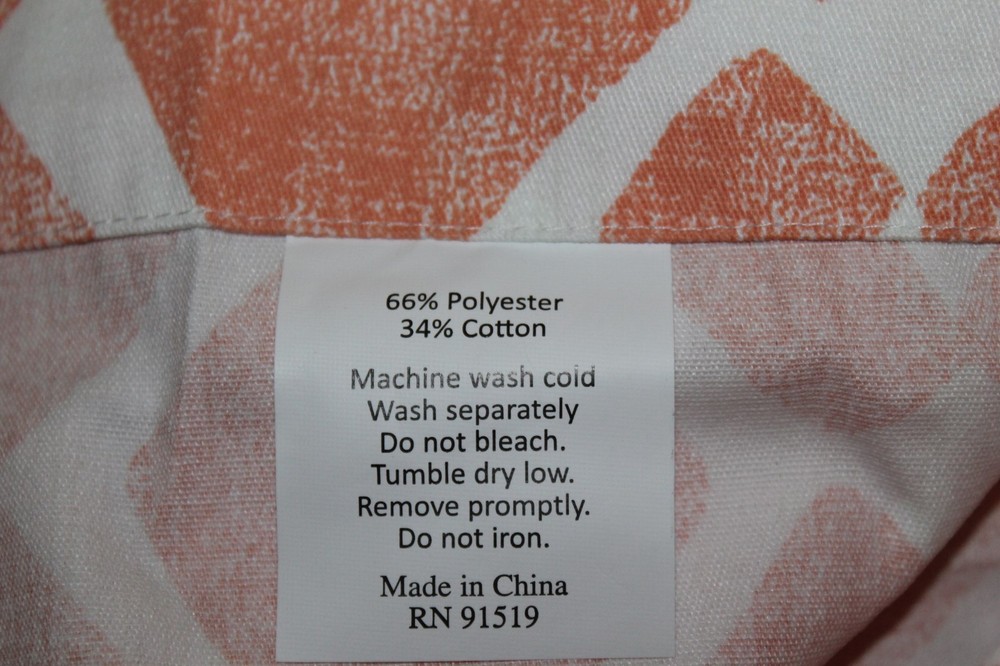 66% Polyester
34% Cotton
Machine wash cold
Wash separately
Do not bleach.
Tumble dry low.
Remove promptly.
Do not iron.
Made in China
RN 91519